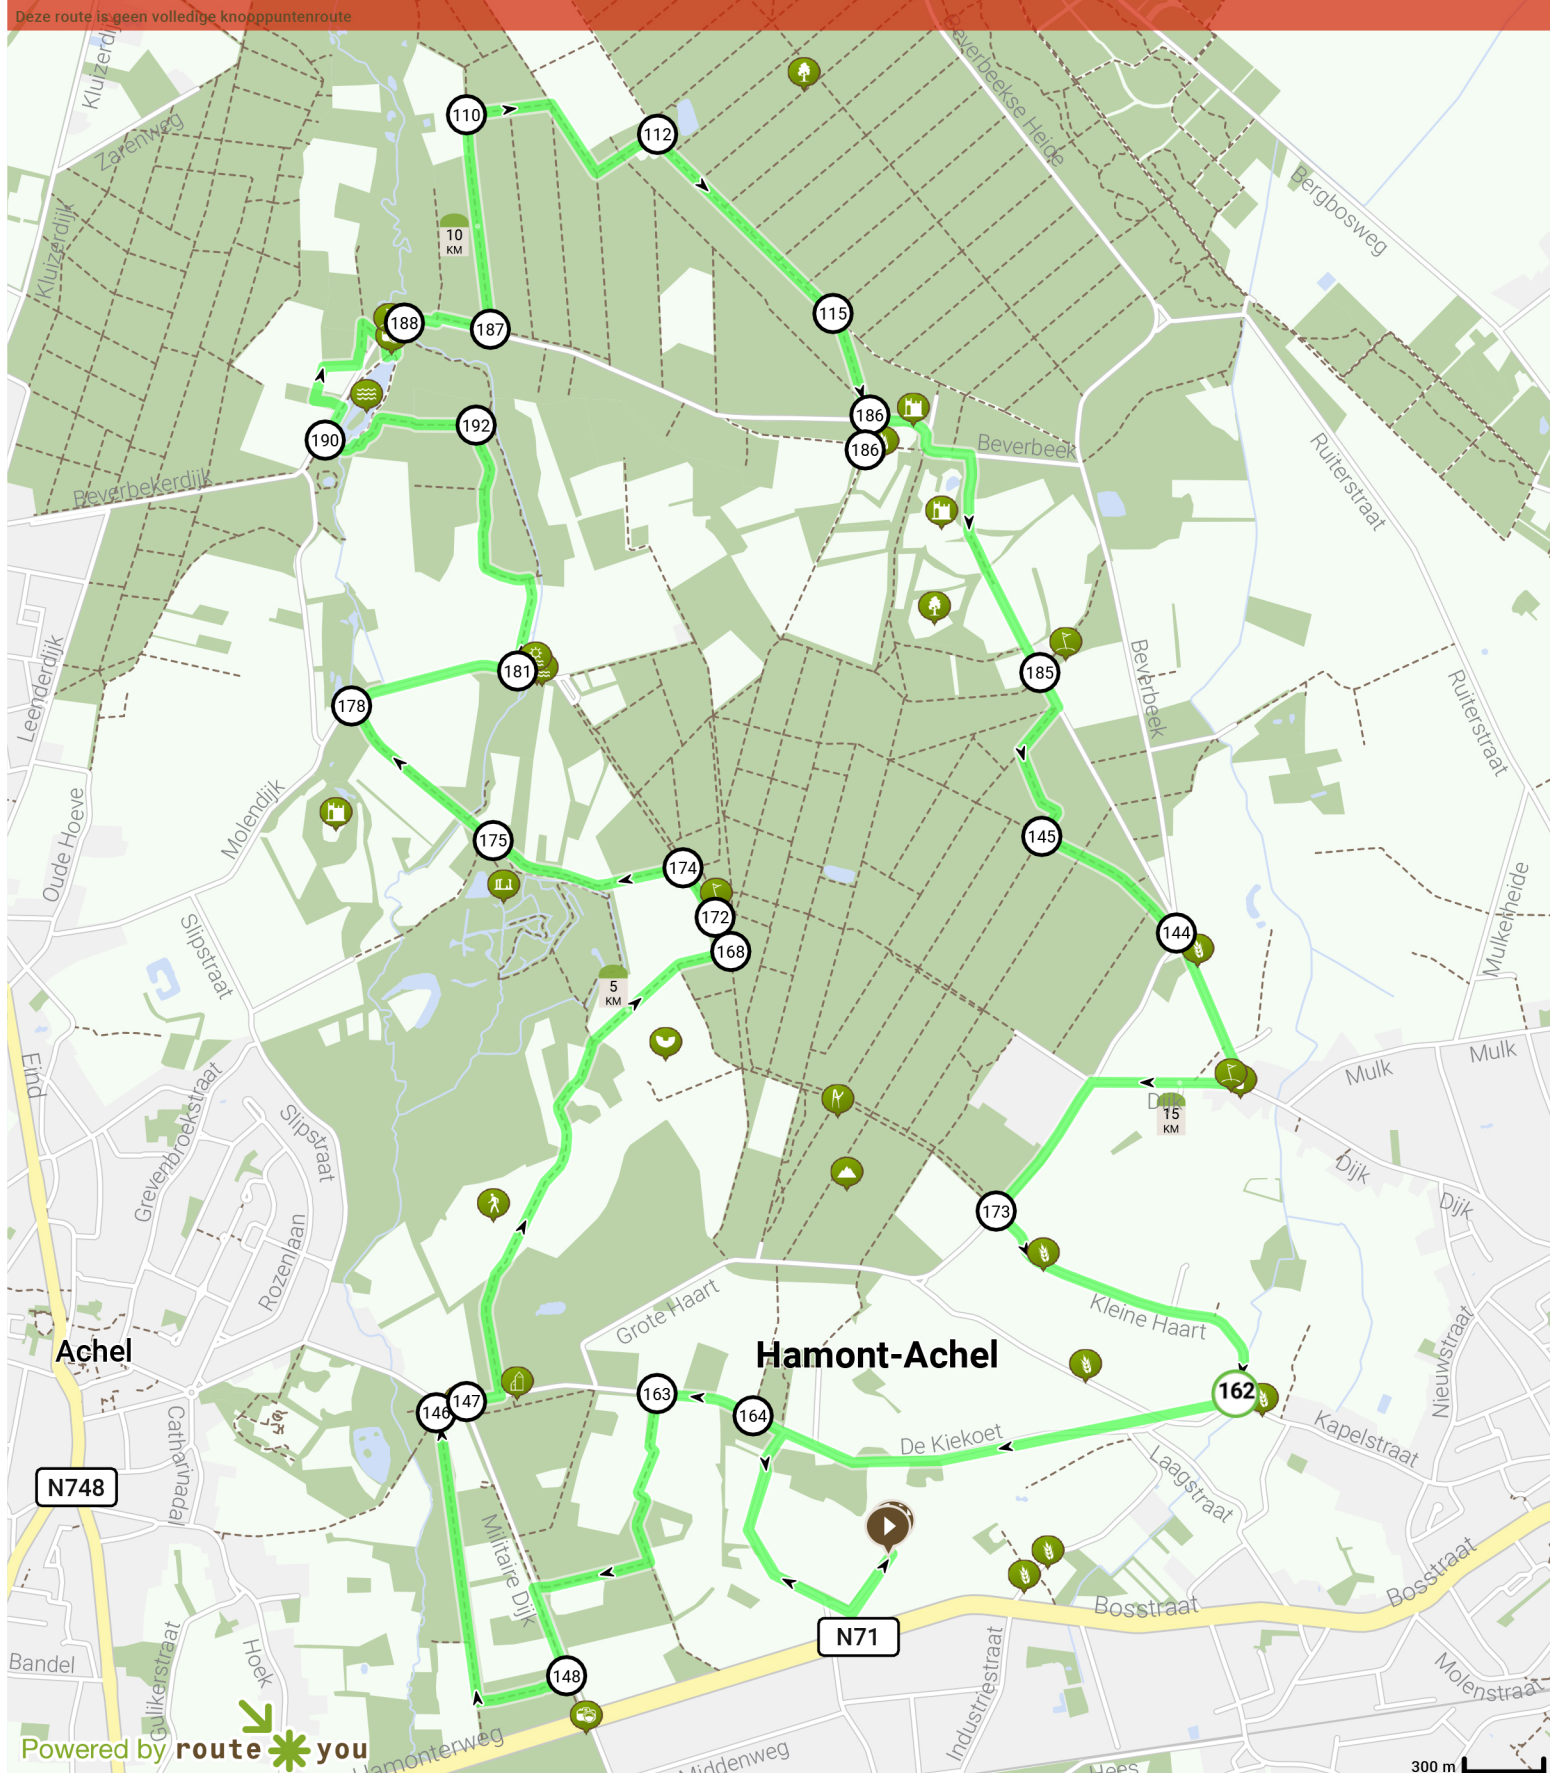 Deze route is geen volledige knooppuntenroute
Kluizerdijk
Beverbeekse Heide
110
112
Zarenweg
Bergbosweg
Kluizerdijk
10
KM
188
187
115
186
192
190
186
Beverbeek
Beverbekerdijk
Ruiterstraat
Leenderdijk
181
185
178
Beverbeek
Ruiterstraat
Molendijk
Oude Hoeve
175
174
145
172
144
168
Mulkerheide
Slipstraat
5
KM
Eind
Mulk
Mulk
Grevenbroekstraat
Slipstraat
Dijk
15
KM
Dijk
Dijk
173
Rozenlaan
Grote Haart
Kleine Haart
Achel
Hamont-Achel
Nieuwstraat
162
163
147
146
164
De Kiekoet
Kapelstraat
Catharinadal
Laagstraat
N748
Militaire Dijk
Bosstraat
Bosstraat
N71
Bandel
Gulikerstraat
Hoek
148
Industriestraat
Molenstraat
Powered by route you
Hamonterweg
Middenweg
Hees
300 m